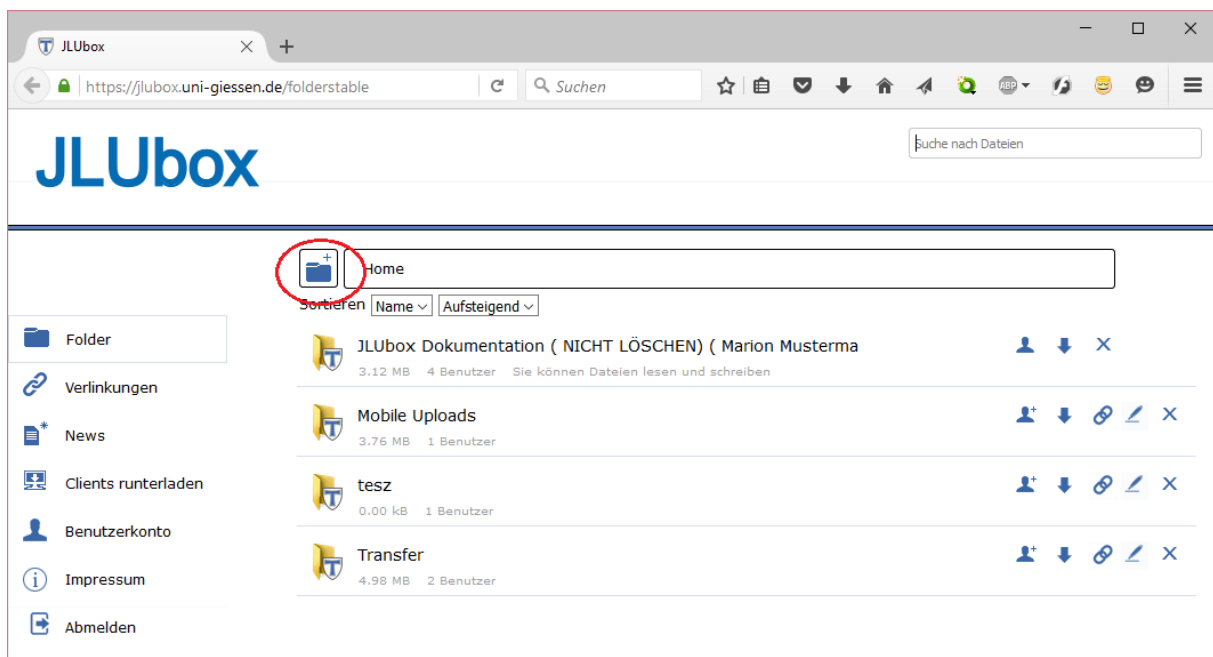 JLUbox
https://jlubox.uni-giessen.de/folderstable
Suchen
ABP
JLUbox
Suche nach Dateien
Home
Sortieren Name Aufsteigend
Folder
Verlinkungen
News
Clients runterladen
Benutzerkonto
Impressum
Abmelden
JLUbox Dokumentation ( NICHT LÖSCHEN) ( Marion Musterma
3.12 MB 4 Benutzer Sie können Dateien lesen und schreiben
Mobile Uploads
3.76 MB 1 Benutzer
tesz
0.00 kB 1 Benutzer
Transfer
4.98 MB 2 Benutzer